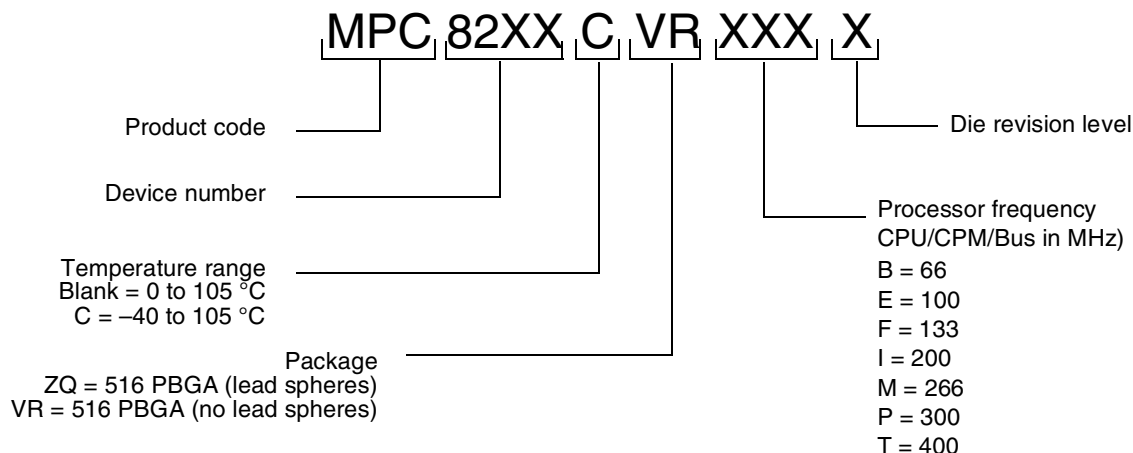 MPC 82XX C VR XXX X
Product code
Device number
Temperature range
Blank = 0 to 105 °C
C = –40 to 105 °C
Package
ZQ = 516 PBGA (lead spheres)
VR = 516 PBGA (no lead spheres)
Die revision level
Processor frequency
CPU/CPM/Bus in MHz)
B = 66
E = 100
F = 133
I = 200
M = 266
P = 300
T = 400